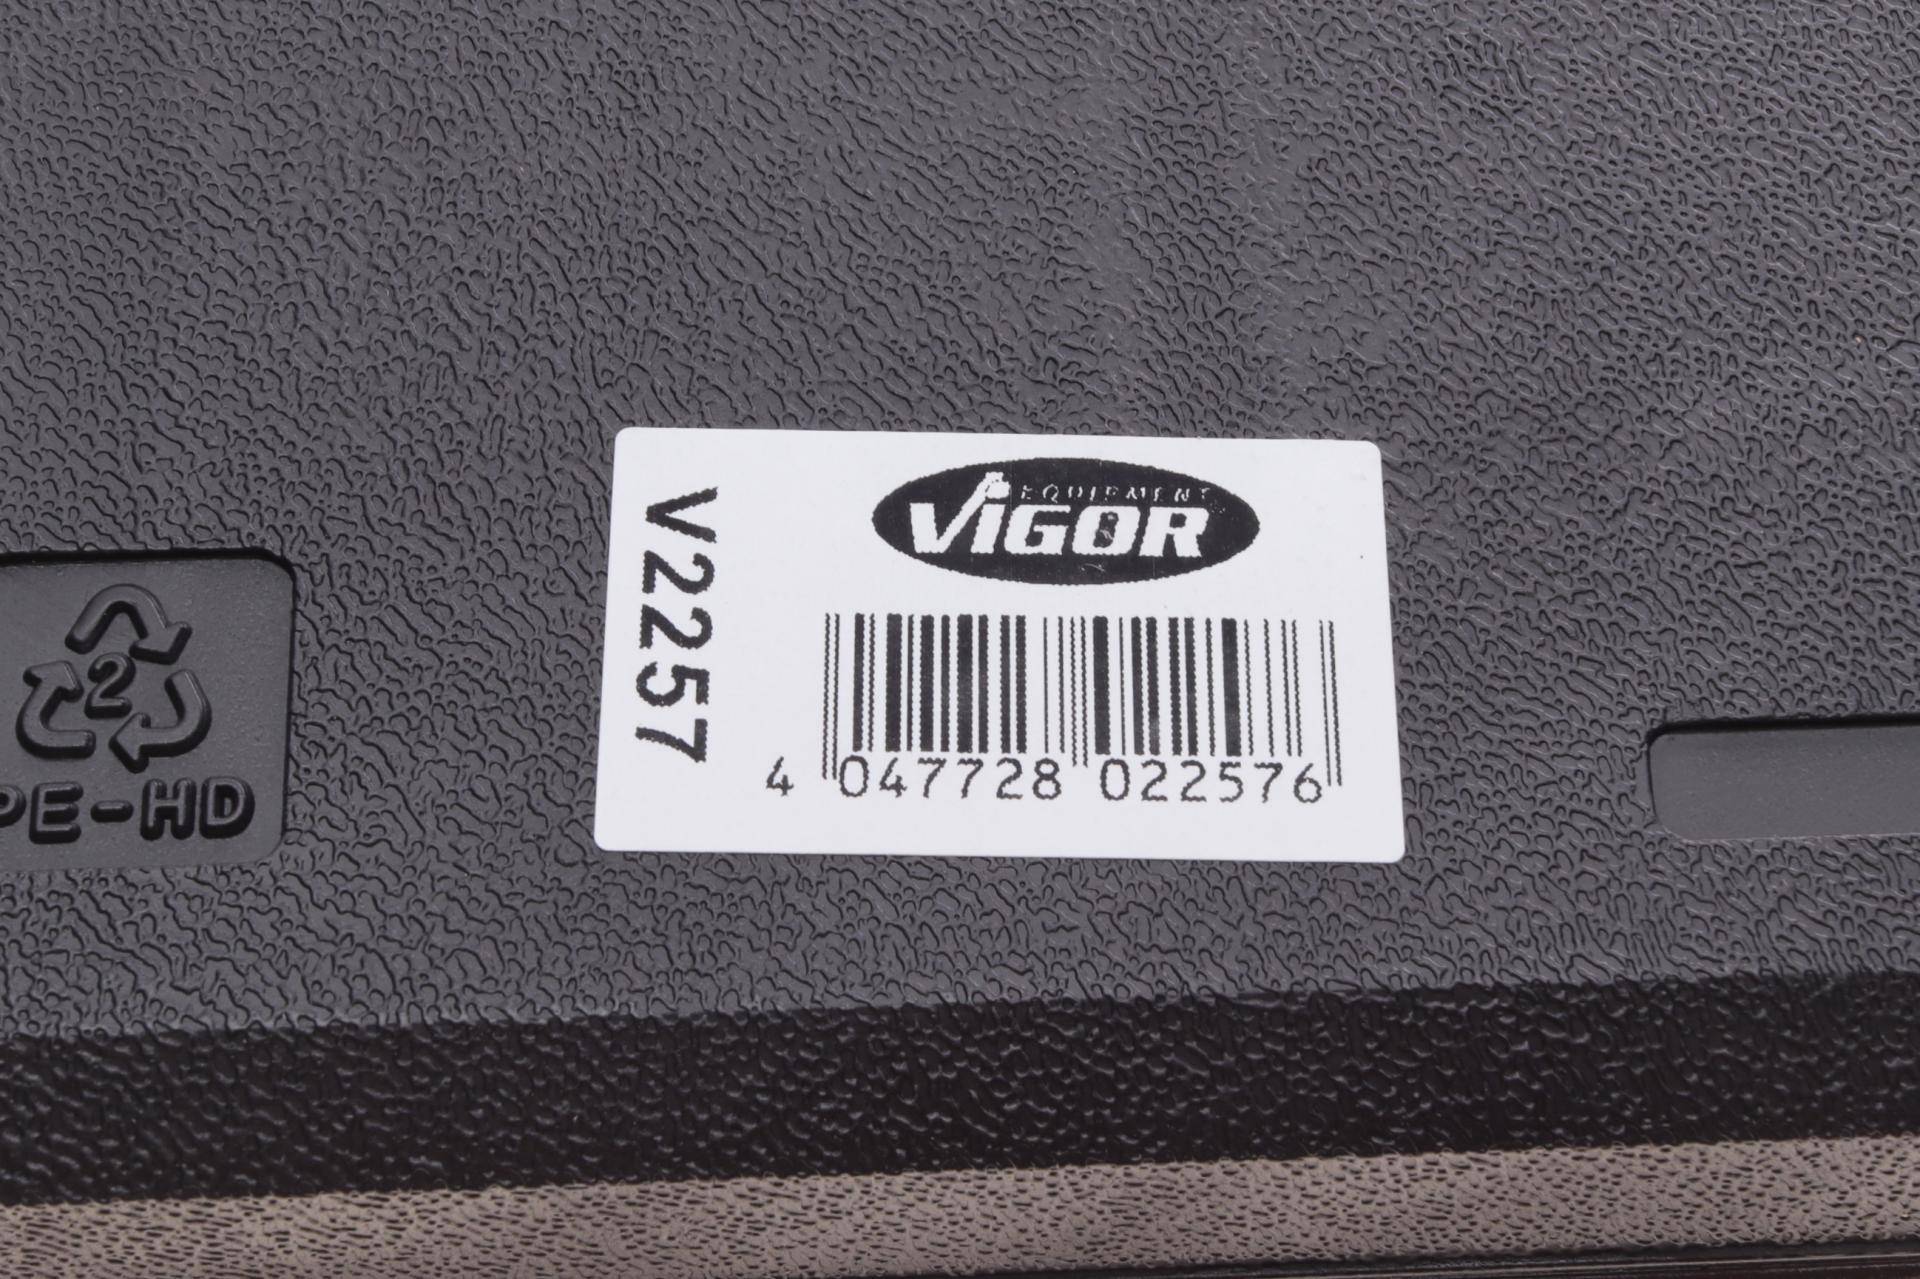 EQUIPMENT
VIGOR
V2257
4 047728 022576
2
PE-HD